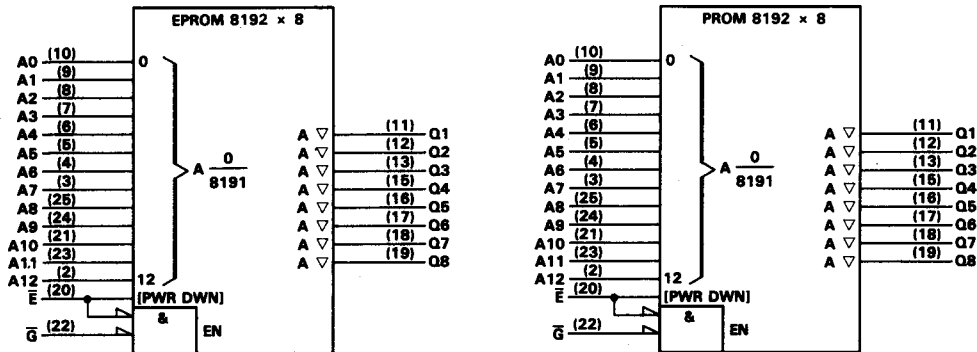 EPROM 8192 × 8
A0 (10) 0
A1 (9)
A2 (8)
A3 (7)
A4 (6) A ▽ (11) Q1
A5 (5) A ▽ (12) Q2
A6 (4) A 0/8191 A ▽ (13) Q3
A7 (3) A ▽ (15) Q4
A8 (25) A ▽ (16) Q5
A9 (24) A ▽ (17) Q6
A10 (21) A ▽ (18) Q7
A11 (23) A ▽ (19) Q8
A12 (2) 12
E̅ (20) [PWR DWN]
&
G̅ (22) EN
PROM 8192 × 8
A0 (10) 0
A1 (9)
A2 (8)
A3 (7)
A4 (6) A ▽ (11) Q1
A5 (5) A ▽ (12) Q2
A6 (4) A 0/8191 A ▽ (13) Q3
A7 (3) A ▽ (15) Q4
A8 (25) A ▽ (16) Q5
A9 (24) A ▽ (17) Q6
A10 (21) A ▽ (18) Q7
A11 (23) A ▽ (19) Q8
A12 (2) 12
E̅ (20) [PWR DWN]
&
G̅ (22) EN